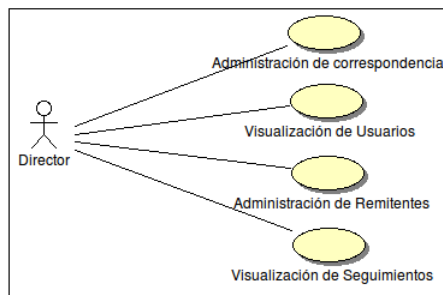 Administración de correspondencia
Visualización de Usuarios
Director
Administración de Remitentes
Visualización de Seguimientos